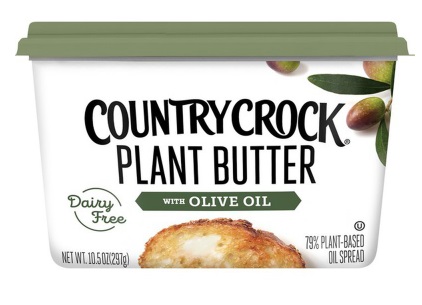 COUNTRY CROCK®
PLANT BUTTER
Dairy
Free
WITH OLIVE OIL
U
79% PLANT-BASED
OIL SPREAD
NET WT. 10.5 OZ (297g)